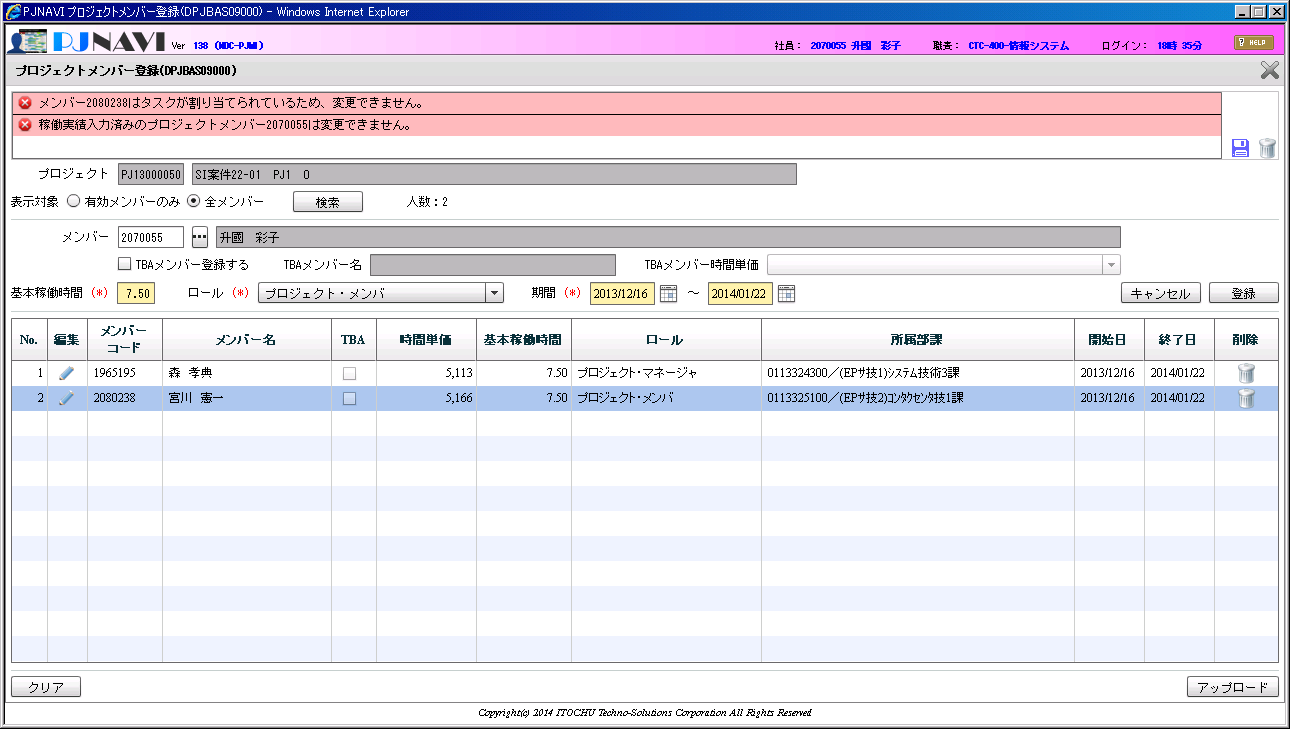 PJNAVI プロジェクトメンバー登録(DPJBAS09000) - Windows Internet Explorer
PJNAVI Ver 138 (NDC-PJMI) 社員： 2070055 升國 彩子 職責： CTC-400-情報システム ログイン： 18時 35分 ? HELP
プロジェクトメンバー登録(DPJBAS09000)
メンバー2080238はタスクが割り当てられているため、変更できません。
稼働実績入力済みのプロジェクトメンバー2070055は変更できません。
プロジェクト PJ13000050 SI案件22-01 PJ1 O
表示対象 有効メンバーのみ 全メンバー 検索 人数：2
メンバー 2070055 ... 升國 彩子
TBAメンバー登録する TBAメンバー名 TBAメンバー時間単価
基本稼働時間 (*) 7.50 ロール (*) プロジェクト・メンバ 期間 (*) 2013/12/16 ～ 2014/01/22 キャンセル 登録
No. 編集 メンバーコード メンバー名 TBA 時間単価 基本稼働時間 ロール 所属部課 開始日 終了日 削除
1 1965195 森 孝典 5,113 7.50 プロジェクト・マネージャ 0113324300／(EPサ技1)システム技術3課 2013/12/16 2014/01/22
2 2080238 宮川 憲一 5,166 7.50 プロジェクト・メンバ 0113325100／(EPサ技2)コンタクセンタ技1課 2013/12/16 2014/01/22
クリア アップロード
Copyright(c) 2014 ITOCHU Techno-Solutions Corporation All Rights Reserved